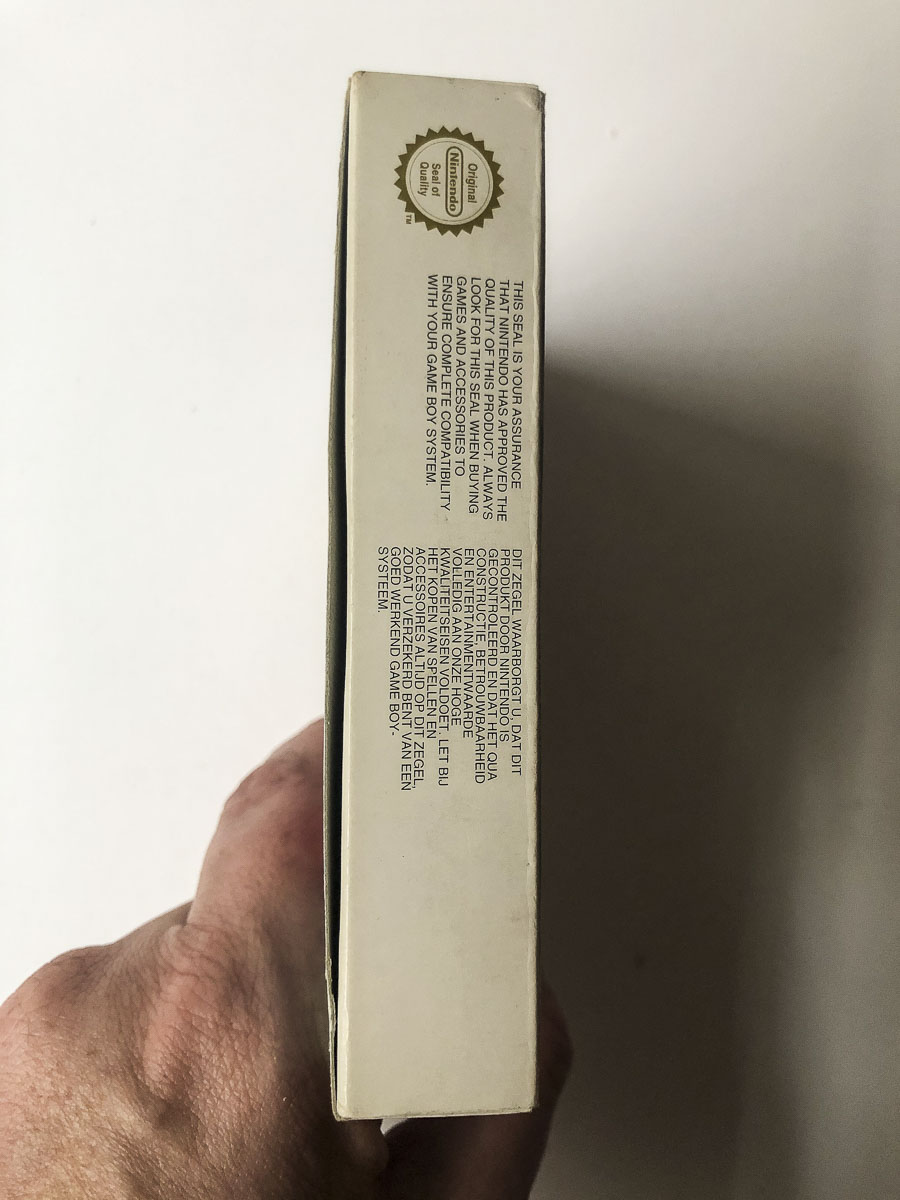 Original
Nintendo
Seal of
Quality
TM
THIS SEAL IS YOUR ASSURANCE
THAT NINTENDO HAS APPROVED THE
QUALITY OF THIS PRODUCT. ALWAYS
LOOK FOR THIS SEAL WHEN BUYING
GAMES AND ACCESSORIES TO
ENSURE COMPLETE COMPATIBILITY
WITH YOUR GAME BOY SYSTEM.
DIT ZEGEL WAARBORGT U, DAT DIT
PRODUKT DOOR NINTENDO IS
GECONTROLEERD EN DAT HET QUA
CONSTRUCTIE, BETROUWBAARHEID
EN ENTERTAINMENTWAARDE
VOLLEDIG AAN ONZE HOGE
KWALITEITSEISEN VOLDOET. LET BIJ
HET KOPEN VAN SPELLEN EN
ACCESSOIRES ALTIJD OP DIT ZEGEL,
ZODAT U VERZEKERD BENT VAN EEN
GOED WERKEND GAME BOY-
SYSTEEM.